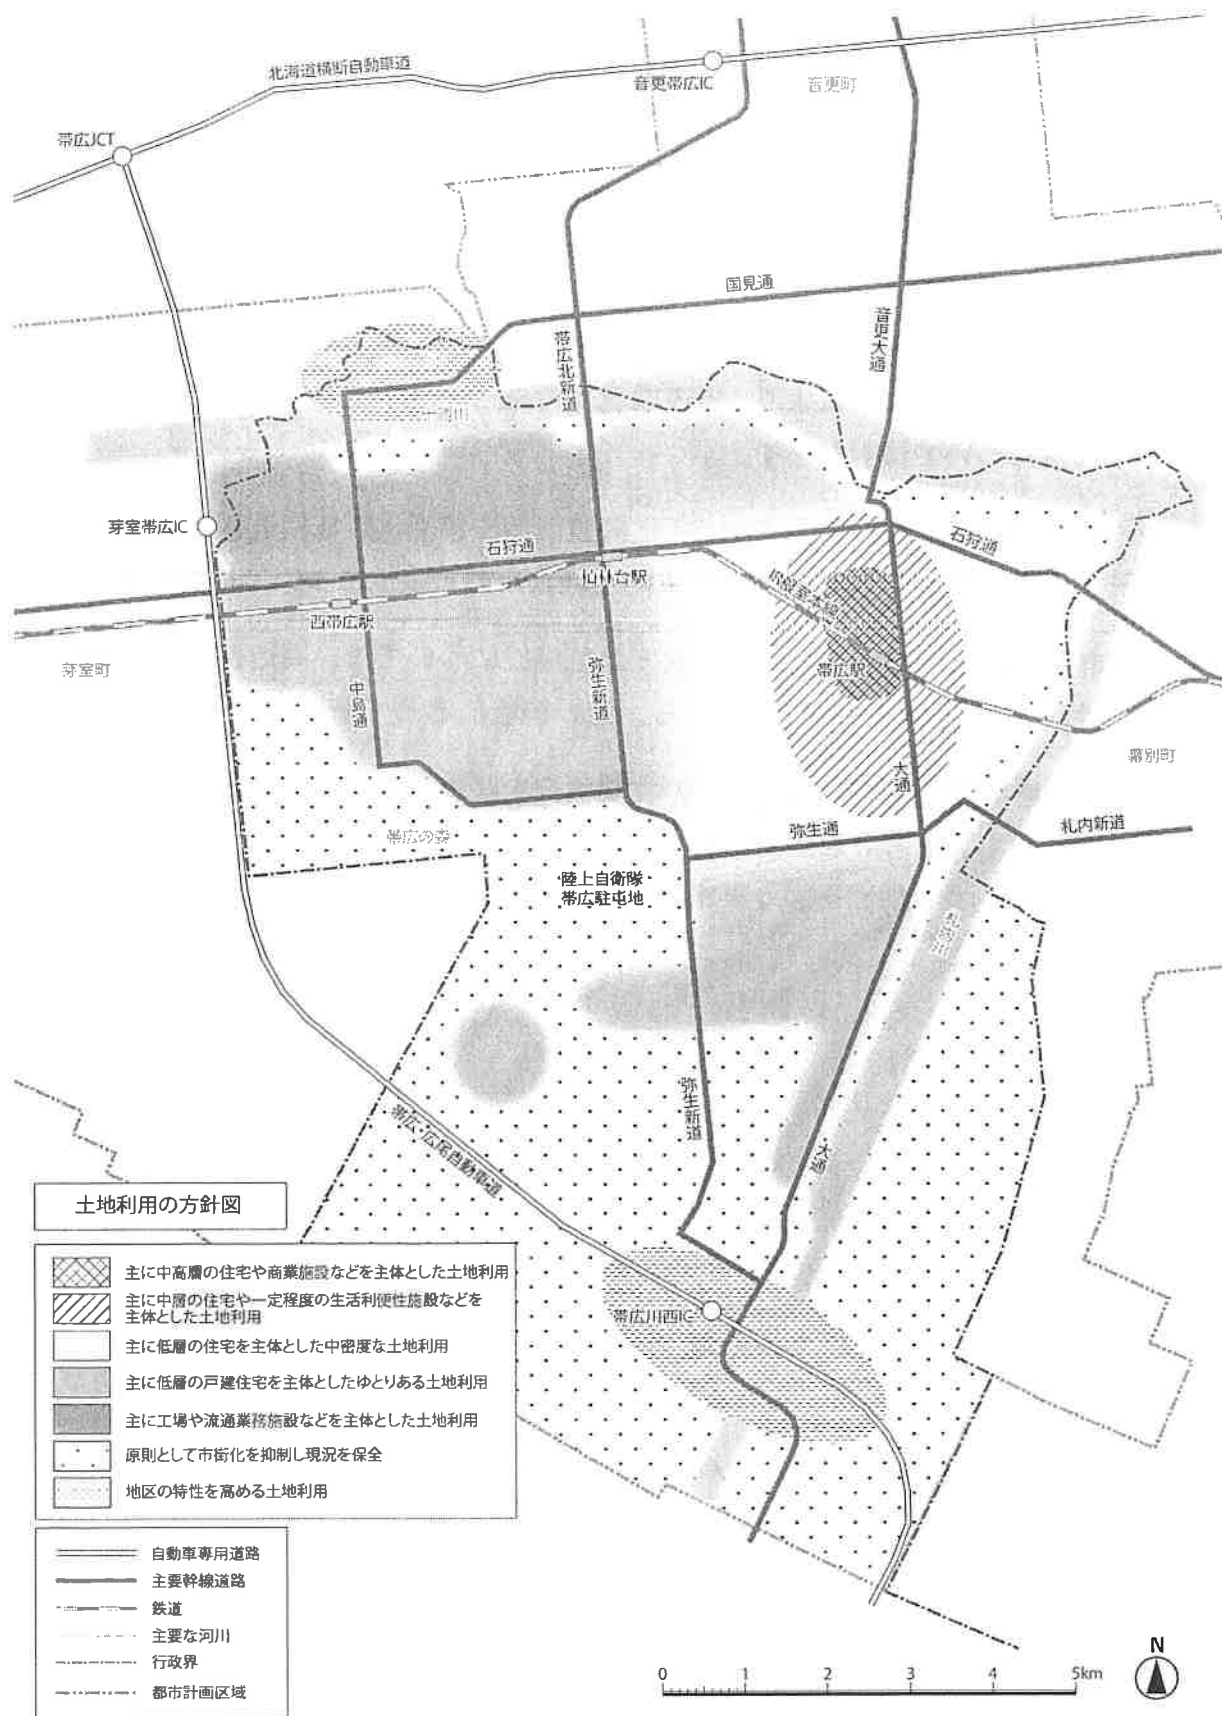 北海道横断自動車道
音更帯広IC
音更町
帯広JCT
国見通
帯広北新道
音更大通
十勝川
芽室帯広IC
石狩通
石狩通
柏林台駅
JR根室本線
西帯広駅
帯広駅
芽室町
中島通
弥生新道
大通
幕別町
弥生通
札内新道
帯広の森
陸上自衛隊
帯広駐屯地
札内川
弥生新道
帯広・広尾自動車道
大通
帯広川西IC
土地利用の方針図
主に中高層の住宅や商業施設などを主体とした土地利用
主に中層の住宅や一定程度の生活利便性施設などを
主体とした土地利用
主に低層の住宅を主体とした中密度な土地利用
主に低層の戸建住宅を主体としたゆとりある土地利用
主に工場や流通業務施設などを主体とした土地利用
原則として市街化を抑制し現況を保全
地区の特性を高める土地利用
自動車専用道路
主要幹線道路
鉄道
主要な河川
行政界
都市計画区域
0 1 2 3 4 5km
N